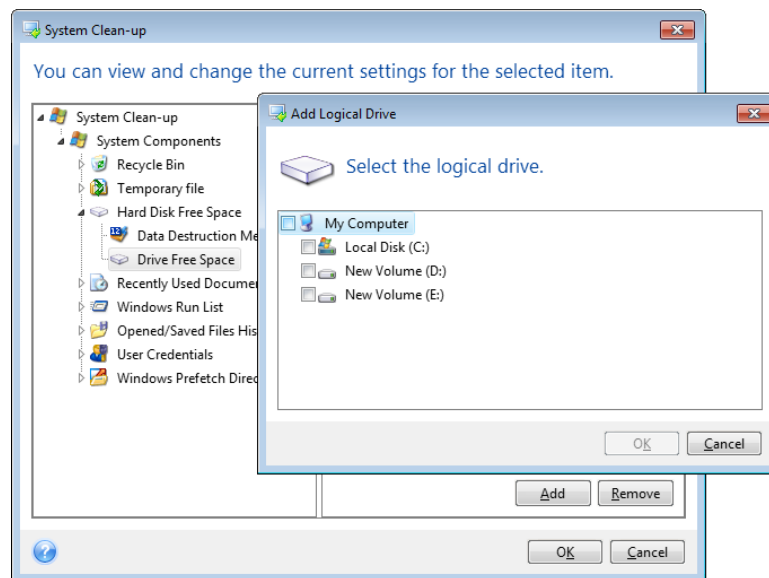 System Clean-up
You can view and change the current settings for the selected item.
System Clean-up
System Components
Recycle Bin
Temporary file
Hard Disk Free Space
12
Data Destruction Me
Drive Free Space
Recently Used Docume
Windows Run List
Opened/Saved Files His
User Credentials
Windows Prefetch Direc
Add Logical Drive
Select the logical drive.
My Computer
Local Disk (C:)
New Volume (D:)
New Volume (E:)
OK
Cancel
Add
Remove
?
OK
Cancel